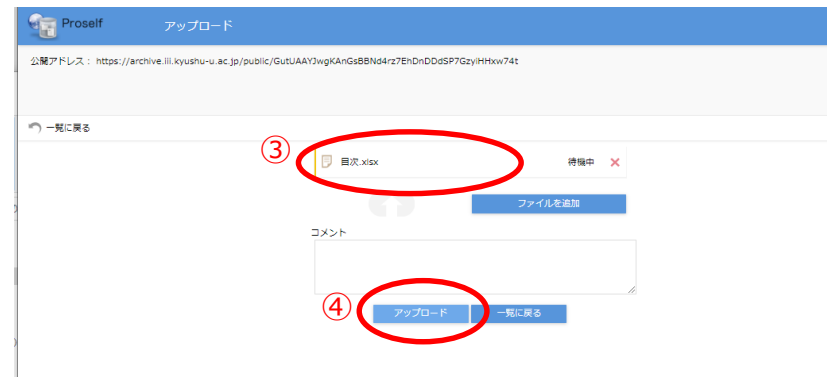 Proself アップロード
公開アドレス： https://archive.iii.kyushu-u.ac.jp/public/GutUAAYJwgKAnGsBBNd4rz7EhDnDDdSP7GzyiHHxw74t
一覧に戻る
③
目次.xlsx 待機中
ファイルを追加
コメント
④
アップロード 一覧に戻る